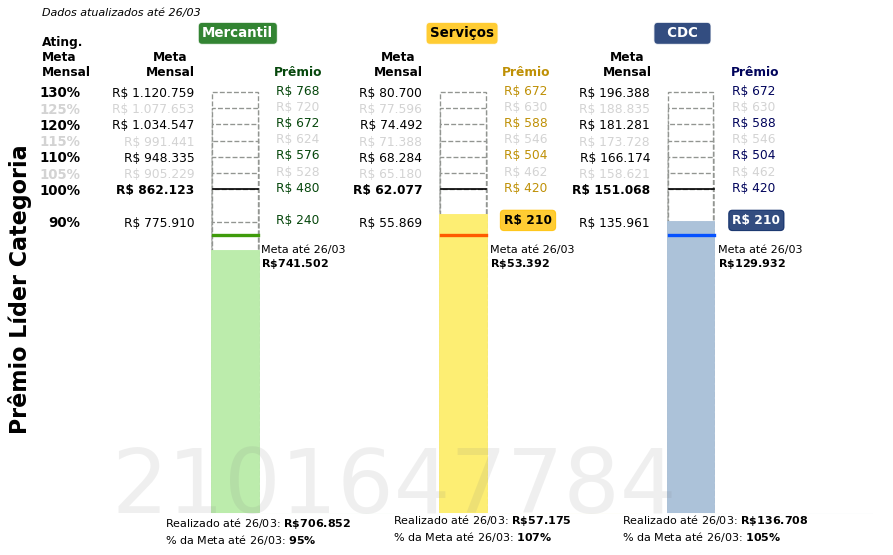 Dados atualizados até 26/03
Mercantil Serviços CDC
Ating. Meta Mensal Meta Mensal Prêmio Meta Mensal Prêmio Meta Mensal Prêmio
130% R$ 1.120.759 R$ 768 R$ 80.700 R$ 672 R$ 196.388 R$ 672
125% R$ 1.077.653 R$ 720 R$ 77.596 R$ 630 R$ 188.835 R$ 630
120% R$ 1.034.547 R$ 672 R$ 74.492 R$ 588 R$ 181.281 R$ 588
115% R$ 991.441 R$ 624 R$ 71.388 R$ 546 R$ 173.728 R$ 546
110% R$ 948.335 R$ 576 R$ 68.284 R$ 504 R$ 166.174 R$ 504
105% R$ 905.229 R$ 528 R$ 65.180 R$ 462 R$ 158.621 R$ 462
100% R$ 862.123 R$ 480 R$ 62.077 R$ 420 R$ 151.068 R$ 420
90% R$ 775.910 R$ 240 R$ 55.869 R$ 210 R$ 135.961 R$ 210
Meta até 26/03 Meta até 26/03 Meta até 26/03
R$741.502 R$53.392 R$129.932
Prêmio Líder Categoria
2101647784
Realizado até 26/03: R$706.852 Realizado até 26/03: R$57.175 Realizado até 26/03: R$136.708
% da Meta até 26/03: 95% % da Meta até 26/03: 107% % da Meta até 26/03: 105%